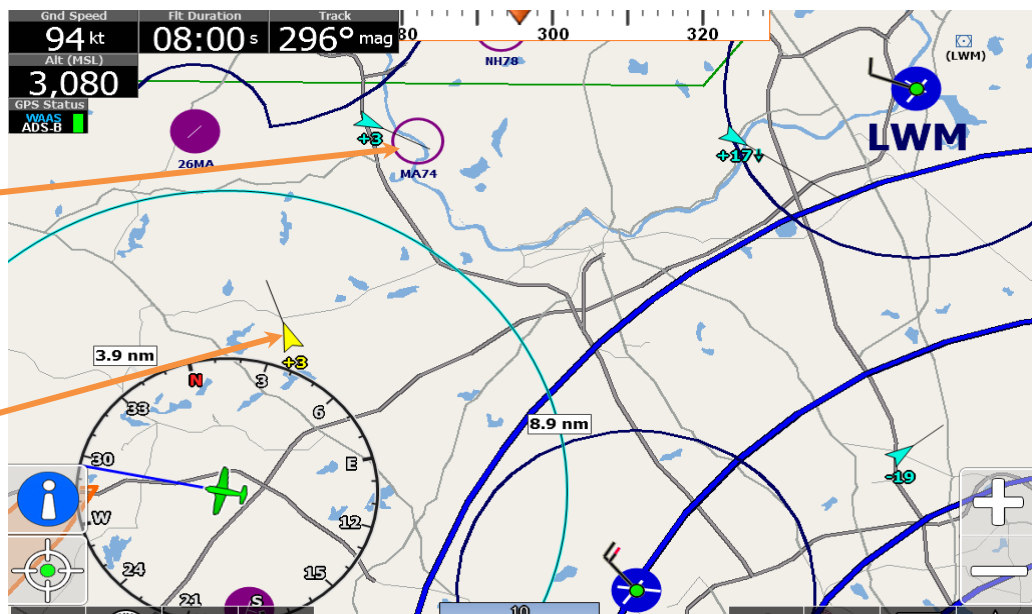 Gnd Speed
94 kt
Flt Duration
08:00 s
Track
296° mag
80
300
320
Alt (MSL)
3,080
GPS Status
WAAS
ADS-B
NH78
(LWM)
LWM
26MA
+3
MA74
+17
3.9 nm
+3
N
3
33
6
8.9 nm
30
E
-19
W
12
24
15
21
S
10